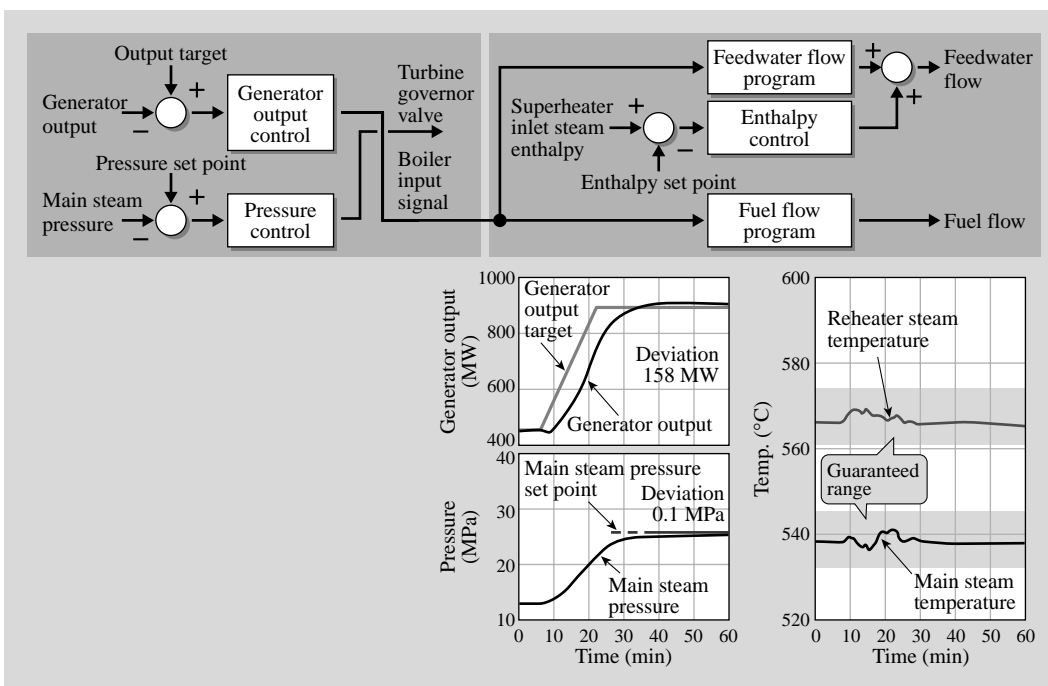 Output target
+
Generator
output
−
Generator
output
control
Turbine
governor
valve
Pressure set point
+
Main steam
pressure
−
Pressure
control
Boiler
input
signal
Feedwater flow
program
+
+
Feedwater
flow
Superheater
inlet steam
enthalpy
+
−
Enthalpy
control
Enthalpy set point
Fuel flow
program
Fuel flow
Generator output
(MW)
1000
800
600
400
Generator
output
target
Deviation
158 MW
Generator output
Pressure
(MPa)
40
30
20
10
Main steam pressure
set point
Deviation
0.1 MPa
Main steam
pressure
0 10 20 30 40 50 60
Time (min)
Temp. (°C)
600
580
560
540
520
Reheater steam
temperature
Guaranteed
range
Main steam
temperature
0 10 20 30 40 50 60
Time (min)